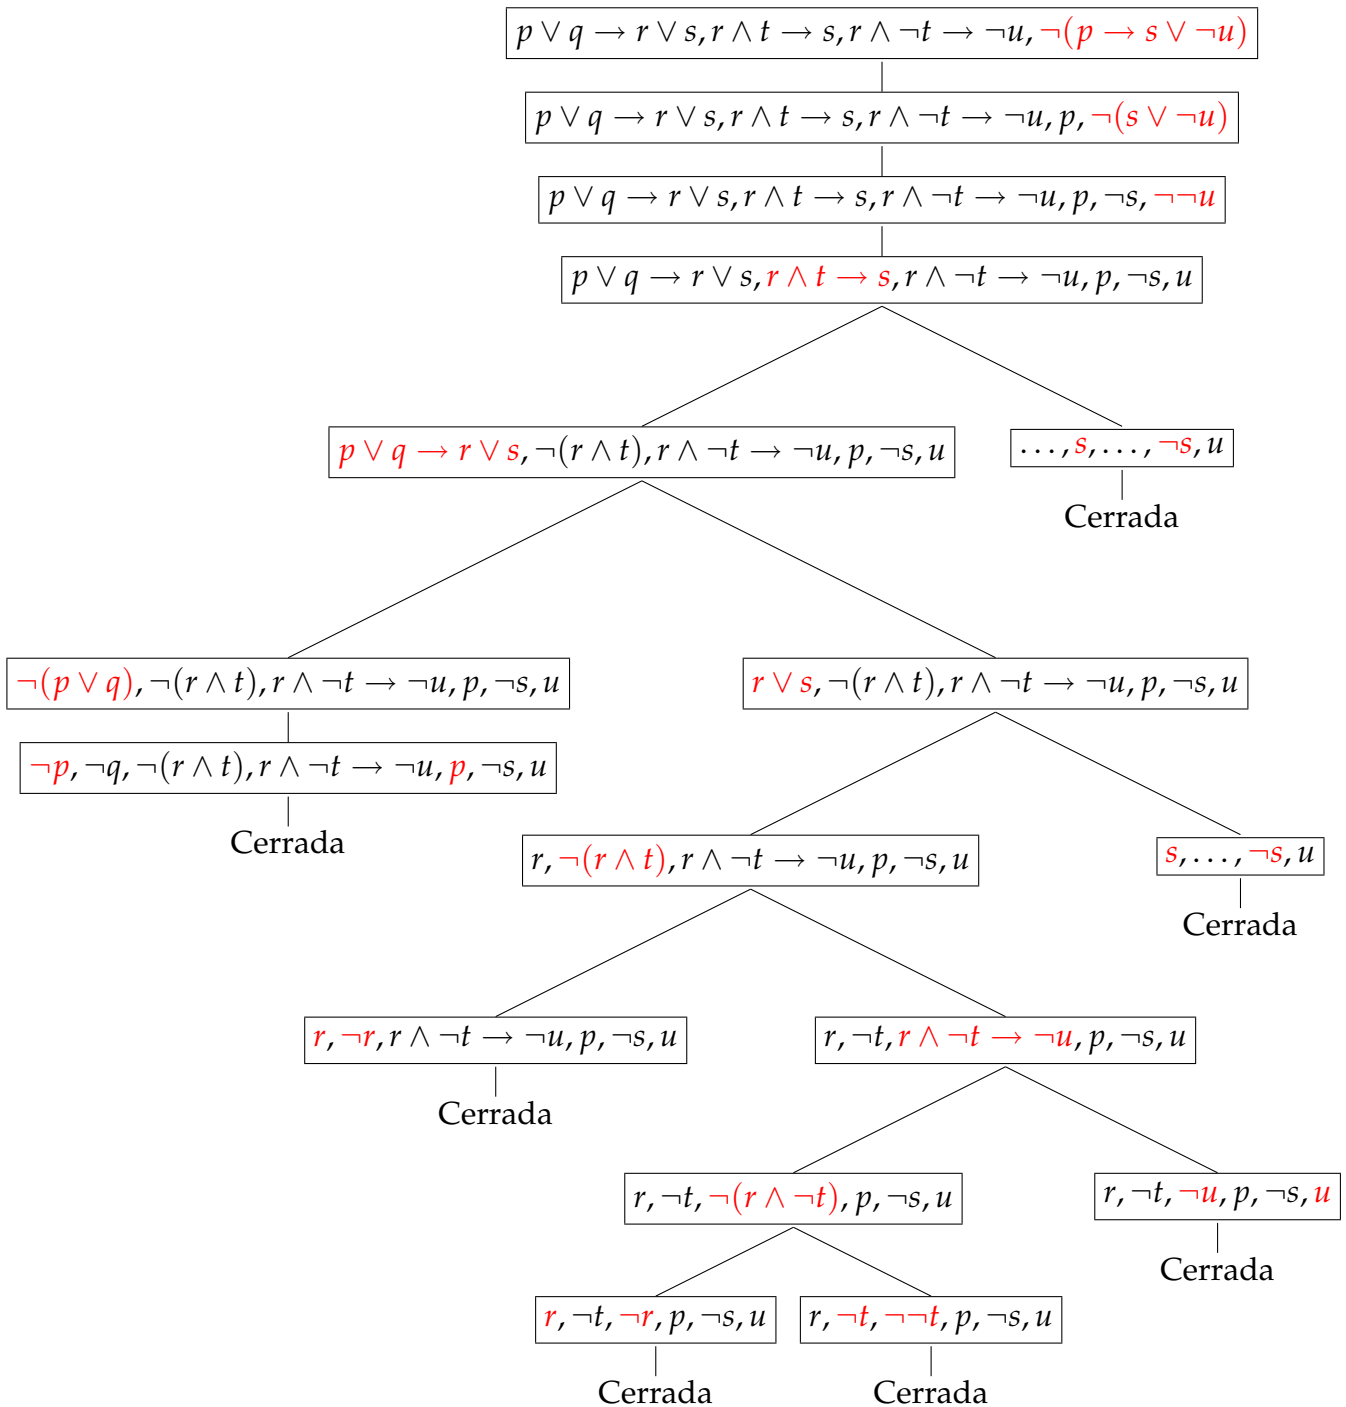 p ∨ q → r ∨ s, r ∧ t → s, r ∧ ¬t → ¬u, ¬(p → s ∨ ¬u)
p ∨ q → r ∨ s, r ∧ t → s, r ∧ ¬t → ¬u, p, ¬(s ∨ ¬u)
p ∨ q → r ∨ s, r ∧ t → s, r ∧ ¬t → ¬u, p, ¬s, ¬¬u
p ∨ q → r ∨ s, r ∧ t → s, r ∧ ¬t → ¬u, p, ¬s, u
p ∨ q → r ∨ s, ¬(r ∧ t), r ∧ ¬t → ¬u, p, ¬s, u
..., s, ..., ¬s, u
Cerrada
¬(p ∨ q), ¬(r ∧ t), r ∧ ¬t → ¬u, p, ¬s, u
r ∨ s, ¬(r ∧ t), r ∧ ¬t → ¬u, p, ¬s, u
¬p, ¬q, ¬(r ∧ t), r ∧ ¬t → ¬u, p, ¬s, u
Cerrada
r, ¬(r ∧ t), r ∧ ¬t → ¬u, p, ¬s, u
s, ..., ¬s, u
Cerrada
r, ¬r, r ∧ ¬t → ¬u, p, ¬s, u
r, ¬t, r ∧ ¬t → ¬u, p, ¬s, u
Cerrada
r, ¬t, ¬(r ∧ ¬t), p, ¬s, u
r, ¬t, ¬u, p, ¬s, u
Cerrada
r, ¬t, ¬r, p, ¬s, u
r, ¬t, ¬¬t, p, ¬s, u
Cerrada
Cerrada